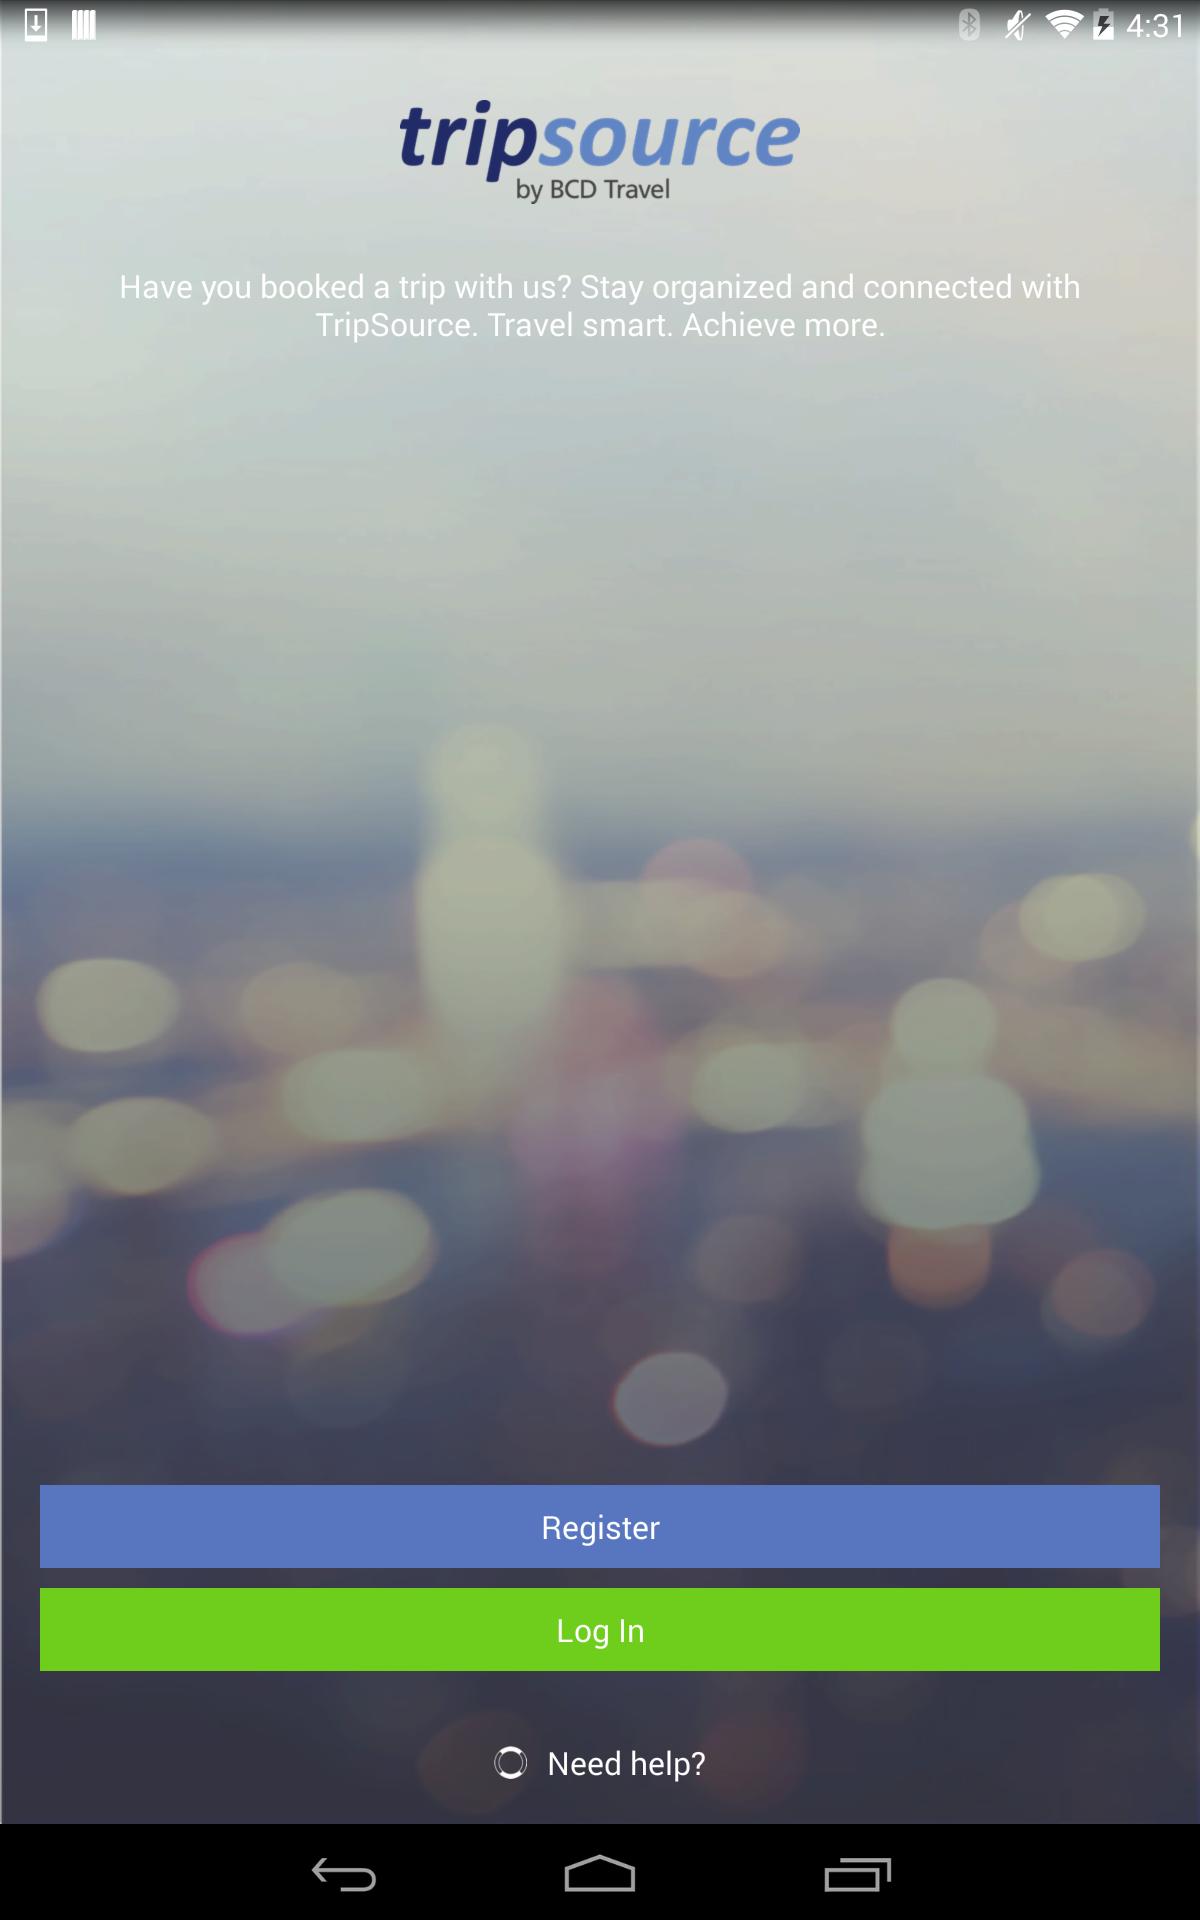 4:31
tripsource
by BCD Travel
Have you booked a trip with us? Stay organized and connected with
TripSource. Travel smart. Achieve more.
Register
Log In
Need help?